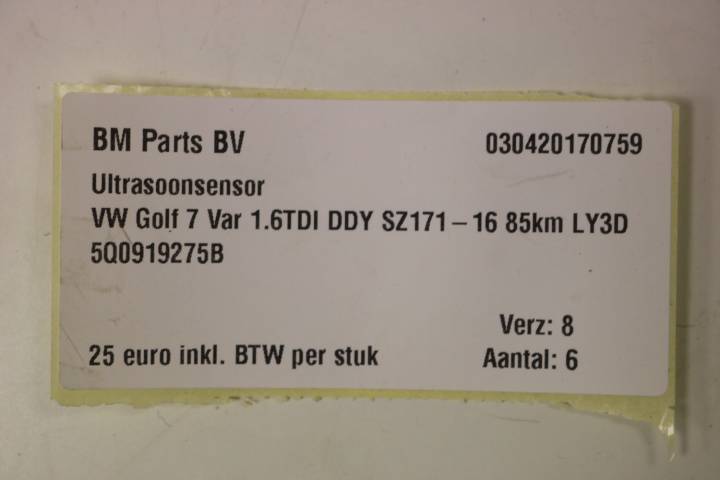 BM Parts BV 030420170759
Ultrasoonsensor
VW Golf 7 Var 1.6TDI DDY SZ171-16 85km LY3D
5Q0919275B
Verz: 8
25 euro inkl. BTW per stuk Aantal: 6